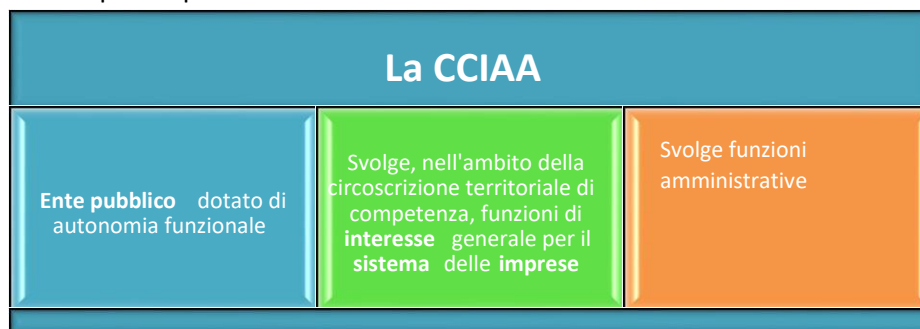 La CCIAA
Ente pubblico dotato di
autonomia funzionale
Svolge, nell'ambito della
circoscrizione territoriale di
competenza, funzioni di
interesse generale per il
sistema delle imprese
Svolge funzioni
amministrative